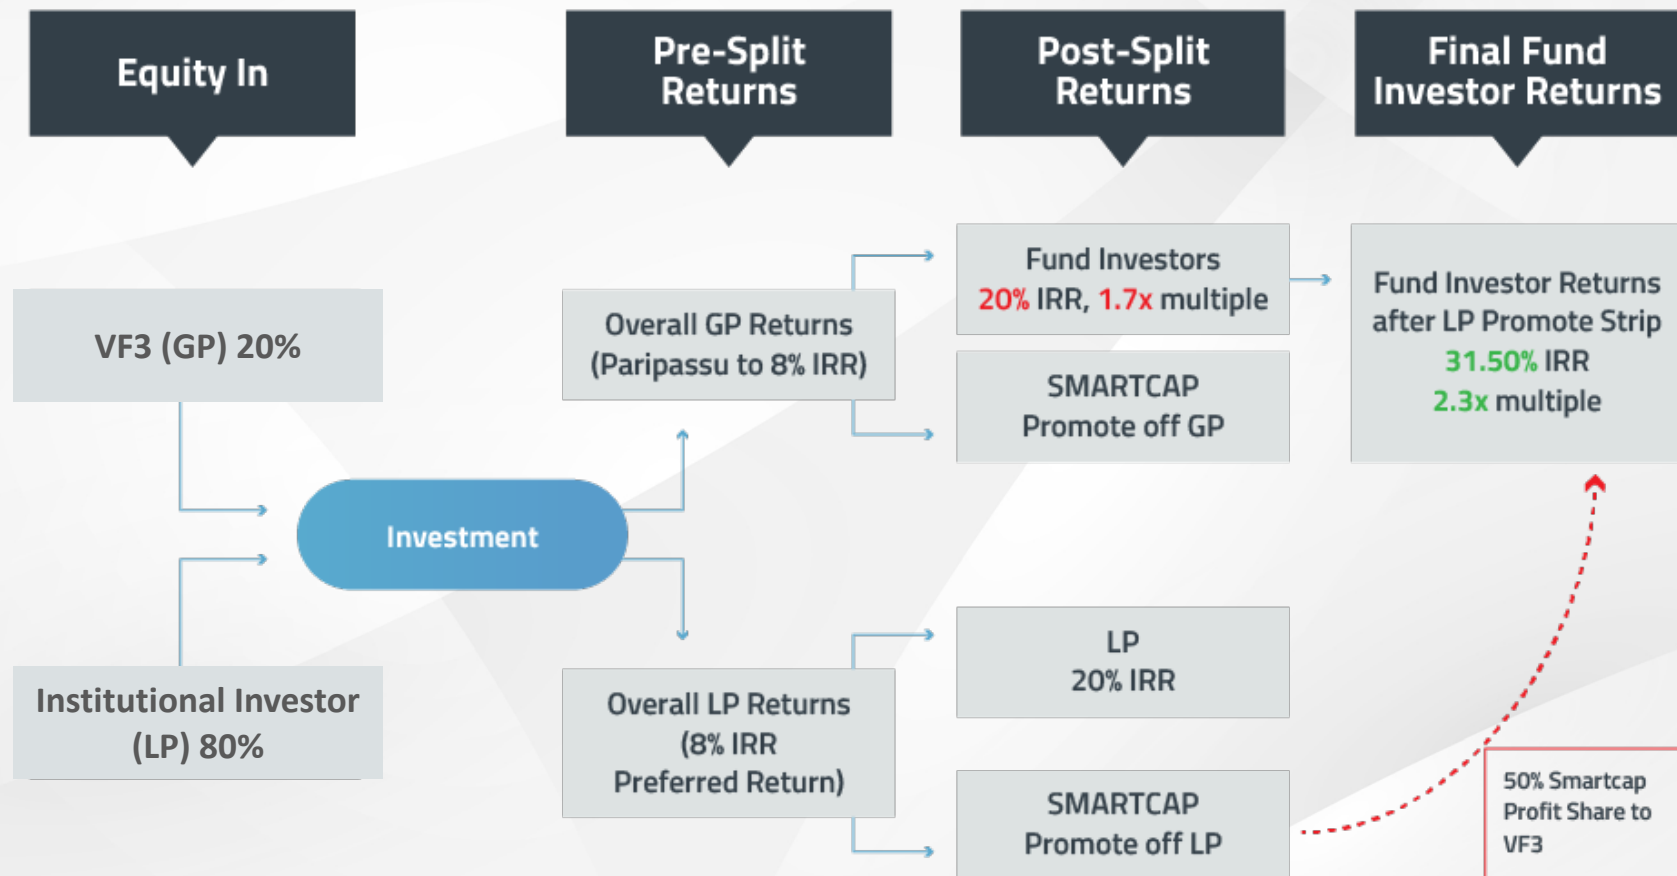 Equity In
Pre-Split
Returns
Post-Split
Returns
Final Fund
Investor Returns
VF3 (GP) 20%
Institutional Investor
(LP) 80%
Investment
Overall GP Returns
(Paripassu to 8% IRR)
Overall LP Returns
(8% IRR
Preferred Return)
Fund Investors
20% IRR, 1.7x multiple
SMARTCAP
Promote off GP
LP
20% IRR
SMARTCAP
Promote off LP
Fund Investor Returns
after LP Promote Strip
31.50% IRR
2.3x multiple
50% Smartcap
Profit Share to
VF3